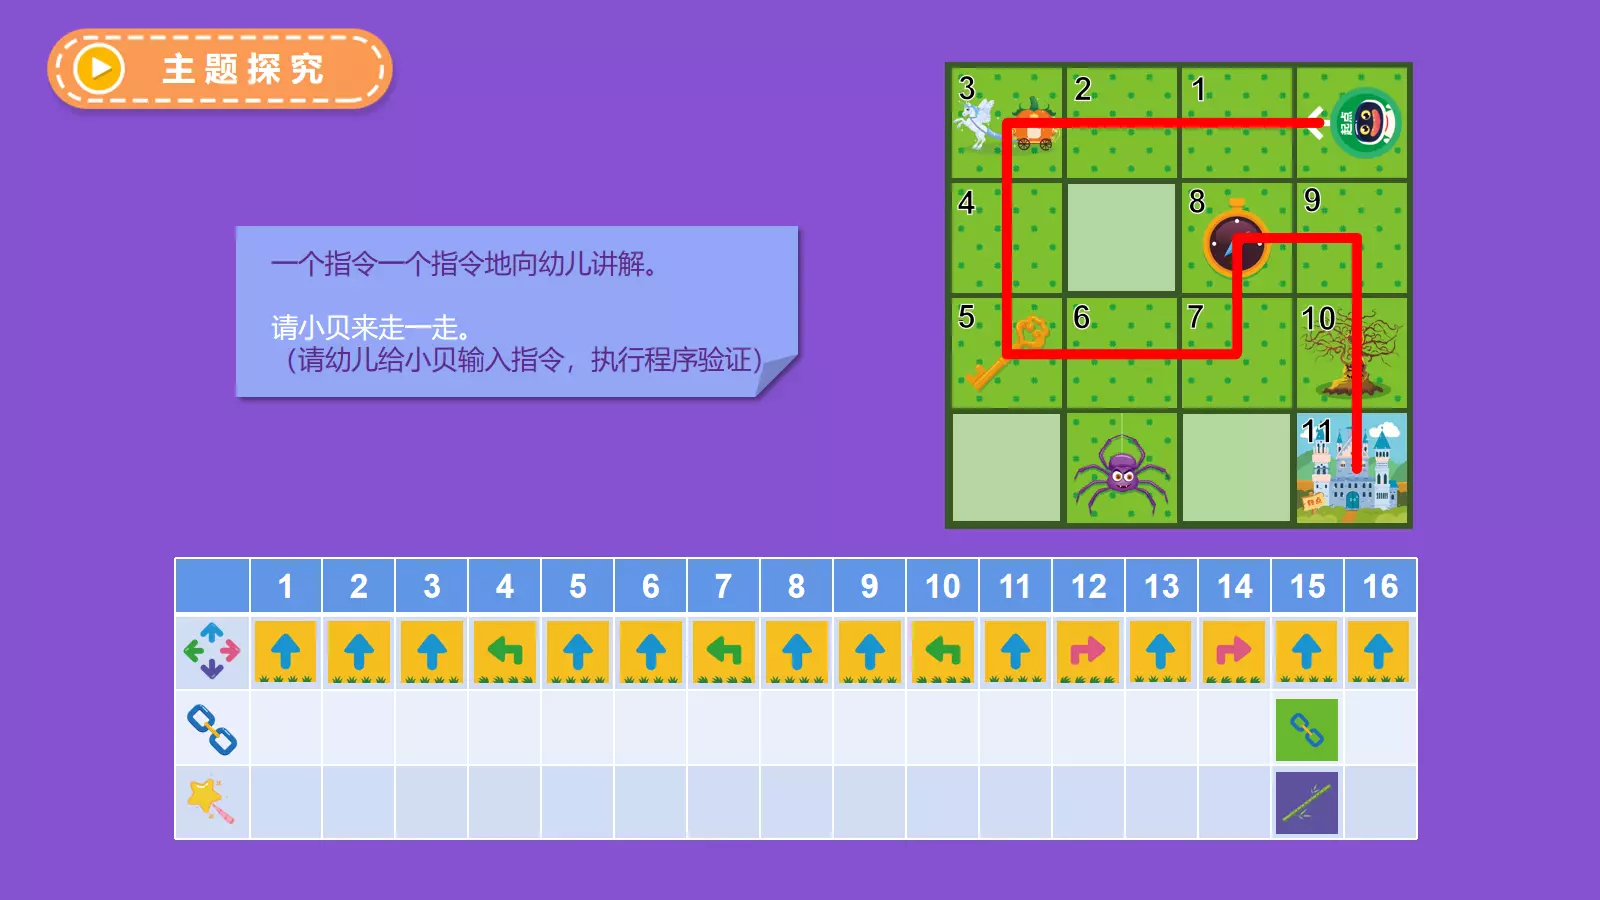 主题探究
一个指令一个指令地向幼儿讲解。
请小贝来走一走。
（请幼儿给小贝输入指令，执行程序验证）
3 2 1 起点
4 8 9
5 6 7 10
11
1 2 3 4 5 6 7 8 9 10 11 12 13 14 15 16